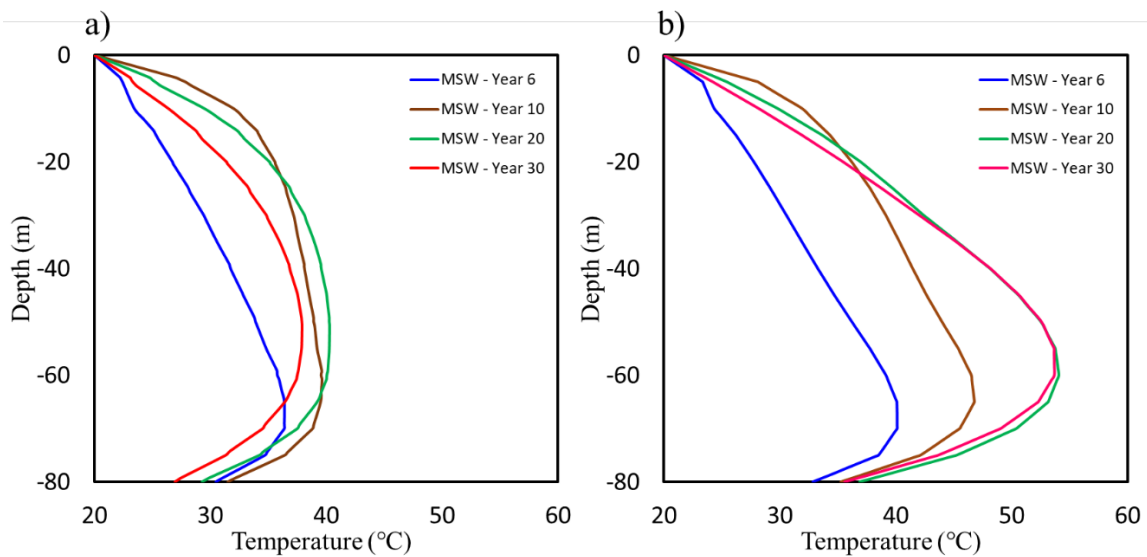 a)
0
-20
-40
-60
-80
Depth (m)
20 30 40 50 60
Temperature (°C)
MSW - Year 6
MSW - Year 10
MSW - Year 20
MSW - Year 30
b)
0
-20
-40
-60
-80
Depth (m)
20 30 40 50 60
Temperature (°C)
MSW - Year 6
MSW - Year 10
MSW - Year 20
MSW - Year 30